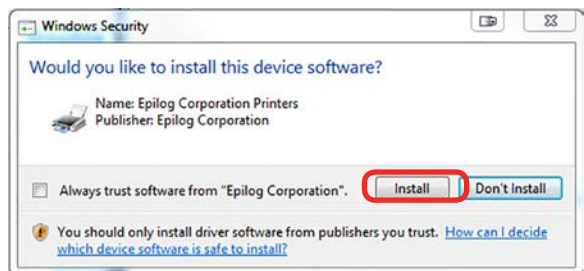 Windows Security
Would you like to install this device software?
Name: Epilog Corporation Printers
Publisher: Epilog Corporation
Always trust software from "Epilog Corporation". Install Don't Install
You should only install driver software from publishers you trust. How can I decide
which device software is safe to install?